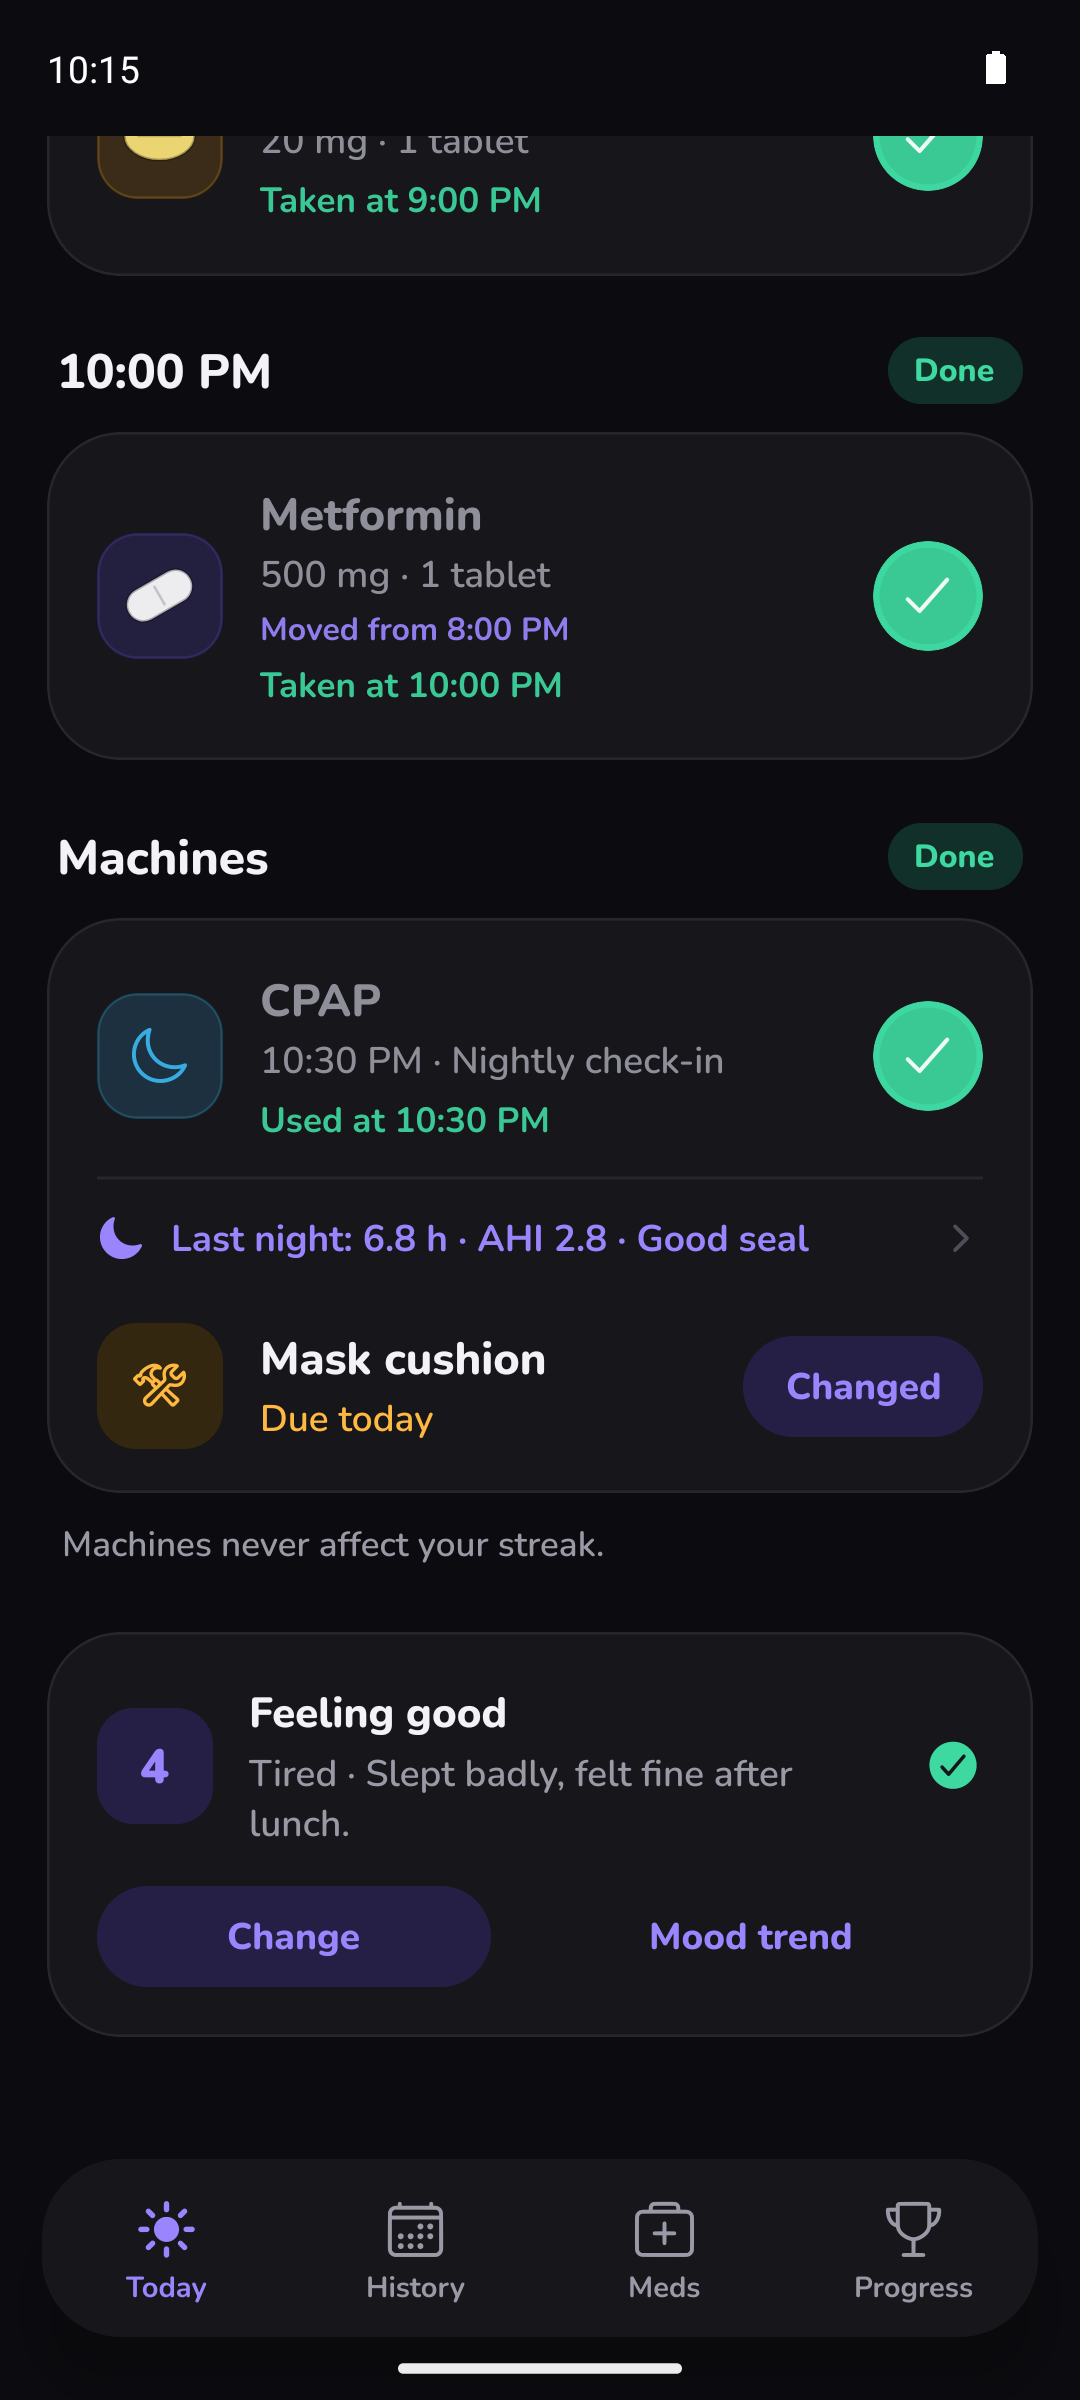 10:15
20 mg · 1 tablet
Taken at 9:00 PM
10:00 PM
Done
Metformin
500 mg · 1 tablet
Moved from 8:00 PM
Taken at 10:00 PM
Machines
Done
CPAP
10:30 PM · Nightly check-in
Used at 10:30 PM
Last night: 6.8 h · AHI 2.8 · Good seal
Mask cushion
Due today
Changed
Machines never affect your streak.
4
Feeling good
Tired · Slept badly, felt fine after
lunch.
Change
Mood trend
Today
History
Meds
Progress